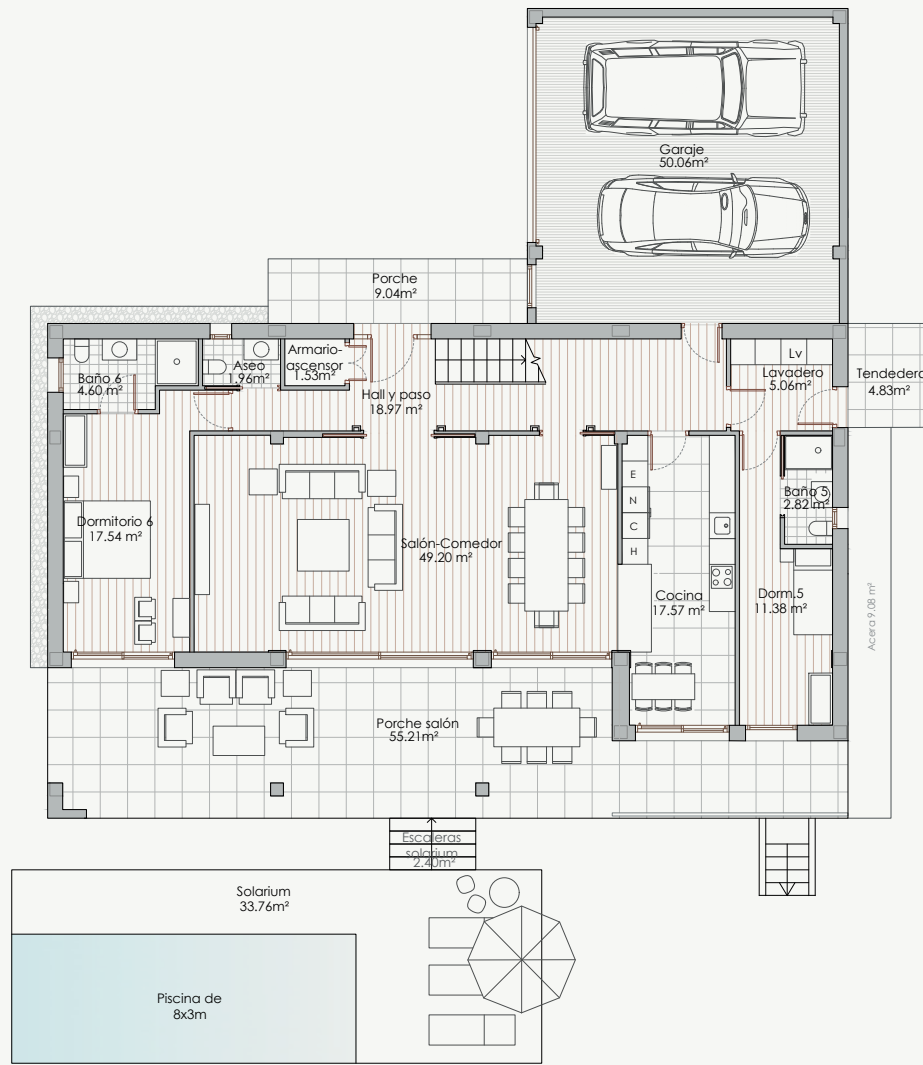 Garaje
50.06m²
Porche
9.04m²
Armario-
ascensor
1.53m²
Aseo
1.96m²
Baño 6
4.60 m²
Hall y paso
18.97 m²
Lv
Lavadero
5.06m²
Tendedero
4.83m²
E
N
C
H
Baño 5
2.82 m²
Dormitorio 6
17.54 m²
Salón-Comedor
49.20 m²
Cocina
17.57 m²
Dorm.5
11.38 m²
Acera 9.08 m²
Porche salón
55.21m²
Escaleras
solarium
2.40m²
Solarium
33.76m²
Piscina de
8x3m